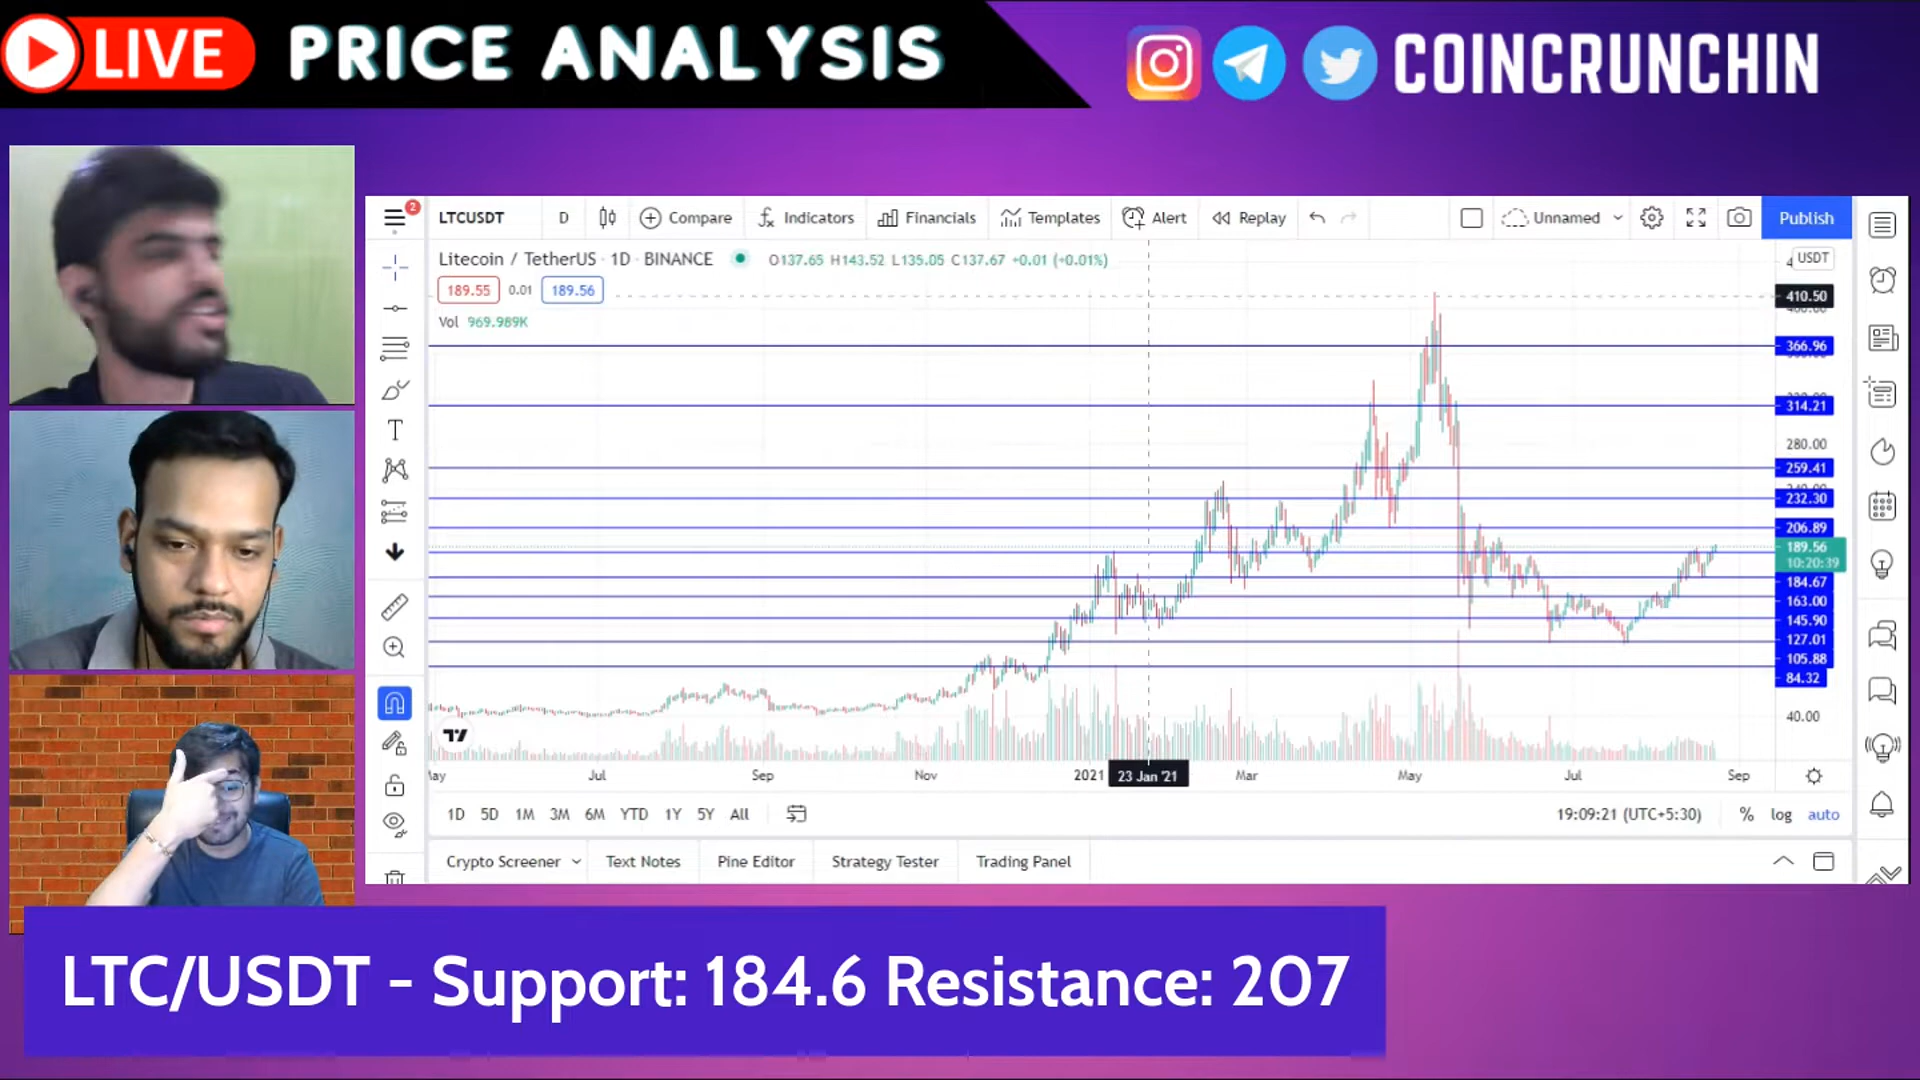 LIVE PRICE ANALYSIS
COINCRUNCHIN
2
LTCUSDT D Compare Indicators Financials Templates Alert Replay Unnamed Publish
Litecoin / TetherUS · 1D · BINANCE O137.65 H143.52 L135.05 C137.67 +0.01 (+0.01%)
USDT
189.55 0.01 189.56
410.50
Vol 969.989K
366.96
314.21
280.00
259.41
232.30
206.89
189.56
10:20:39
184.67
163.00
145.90
127.01
105.88
84.32
40.00
Jul Sep Nov 2021 23 Jan '21 Mar May Jul Sep
1D 5D 1M 3M 6M YTD 1Y 5Y All 19:09:21 (UTC+5:30) % log auto
Crypto Screener Text Notes Pine Editor Strategy Tester Trading Panel
LTC/USDT - Support: 184.6 Resistance: 207